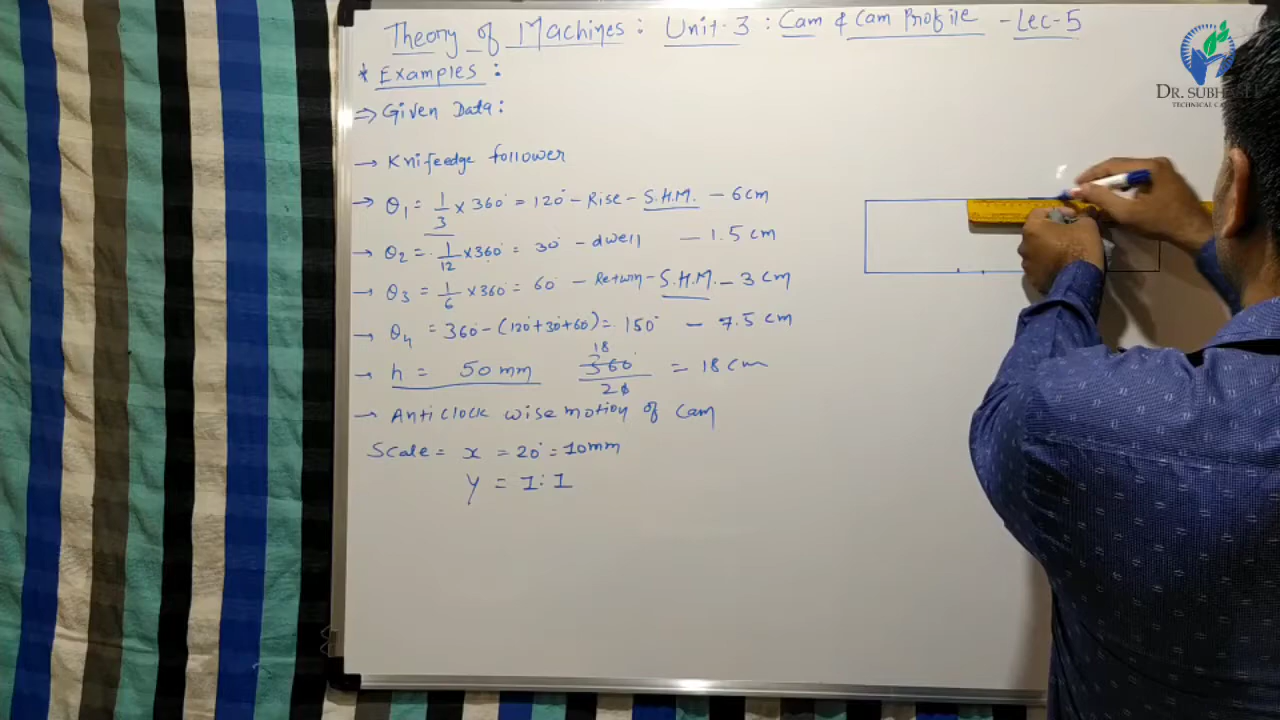 Theory of Machines: Unit-3: Cam & Cam Profile - Lec-5
* Examples:
⇒ Given Data:
→ Knifeedge follower
→ θ1 = 1/3 × 360° = 120° - Rise - S.H.M. - 6cm
→ θ2 = 1/12 × 360° = 30° - dwell - 1.5 cm
→ θ3 = 1/6 × 360° = 60° - Return - S.H.M. - 3 cm
→ θ4 = 360° - (120°+30°+60) = 150° - 7.5 cm
→ h = 50 mm 18 360/20 = 18 cm
→ Anticlock wise motion of Cam
Scale = x = 20° = 10mm
y = 1:1
DR. SUBHASH
TECHNICAL